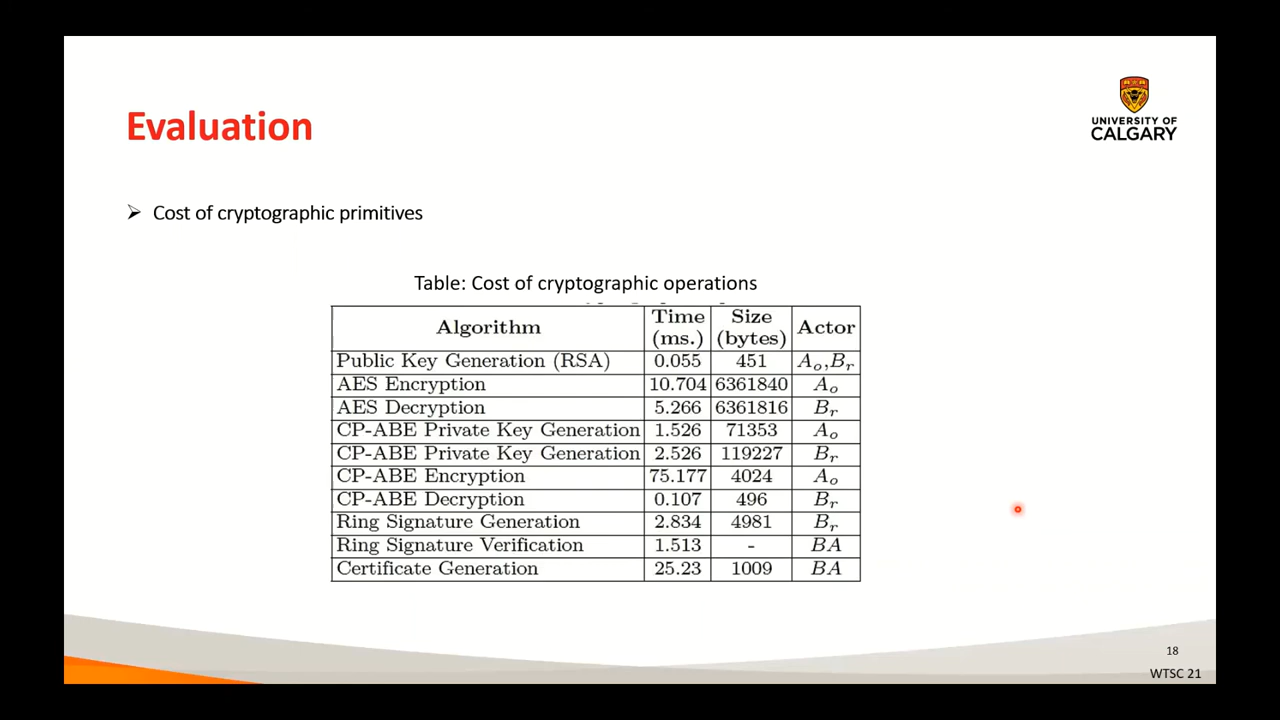 Evaluation
UNIVERSITY OF
CALGARY
➢ Cost of cryptographic primitives
Table: Cost of cryptographic operations
Algorithm Time (ms.) Size (bytes) Actor
Public Key Generation (RSA) 0.055 451 Aₒ,Bᵣ
AES Encryption 10.704 6361840 Aₒ
AES Decryption 5.266 6361816 Bᵣ
CP-ABE Private Key Generation 1.526 71353 Aₒ
CP-ABE Private Key Generation 2.526 119227 Bᵣ
CP-ABE Encryption 75.177 4024 Aₒ
CP-ABE Decryption 0.107 496 Bᵣ
Ring Signature Generation 2.834 4981 Bᵣ
Ring Signature Verification 1.513 - BA
Certificate Generation 25.23 1009 BA
18
WTSC 21